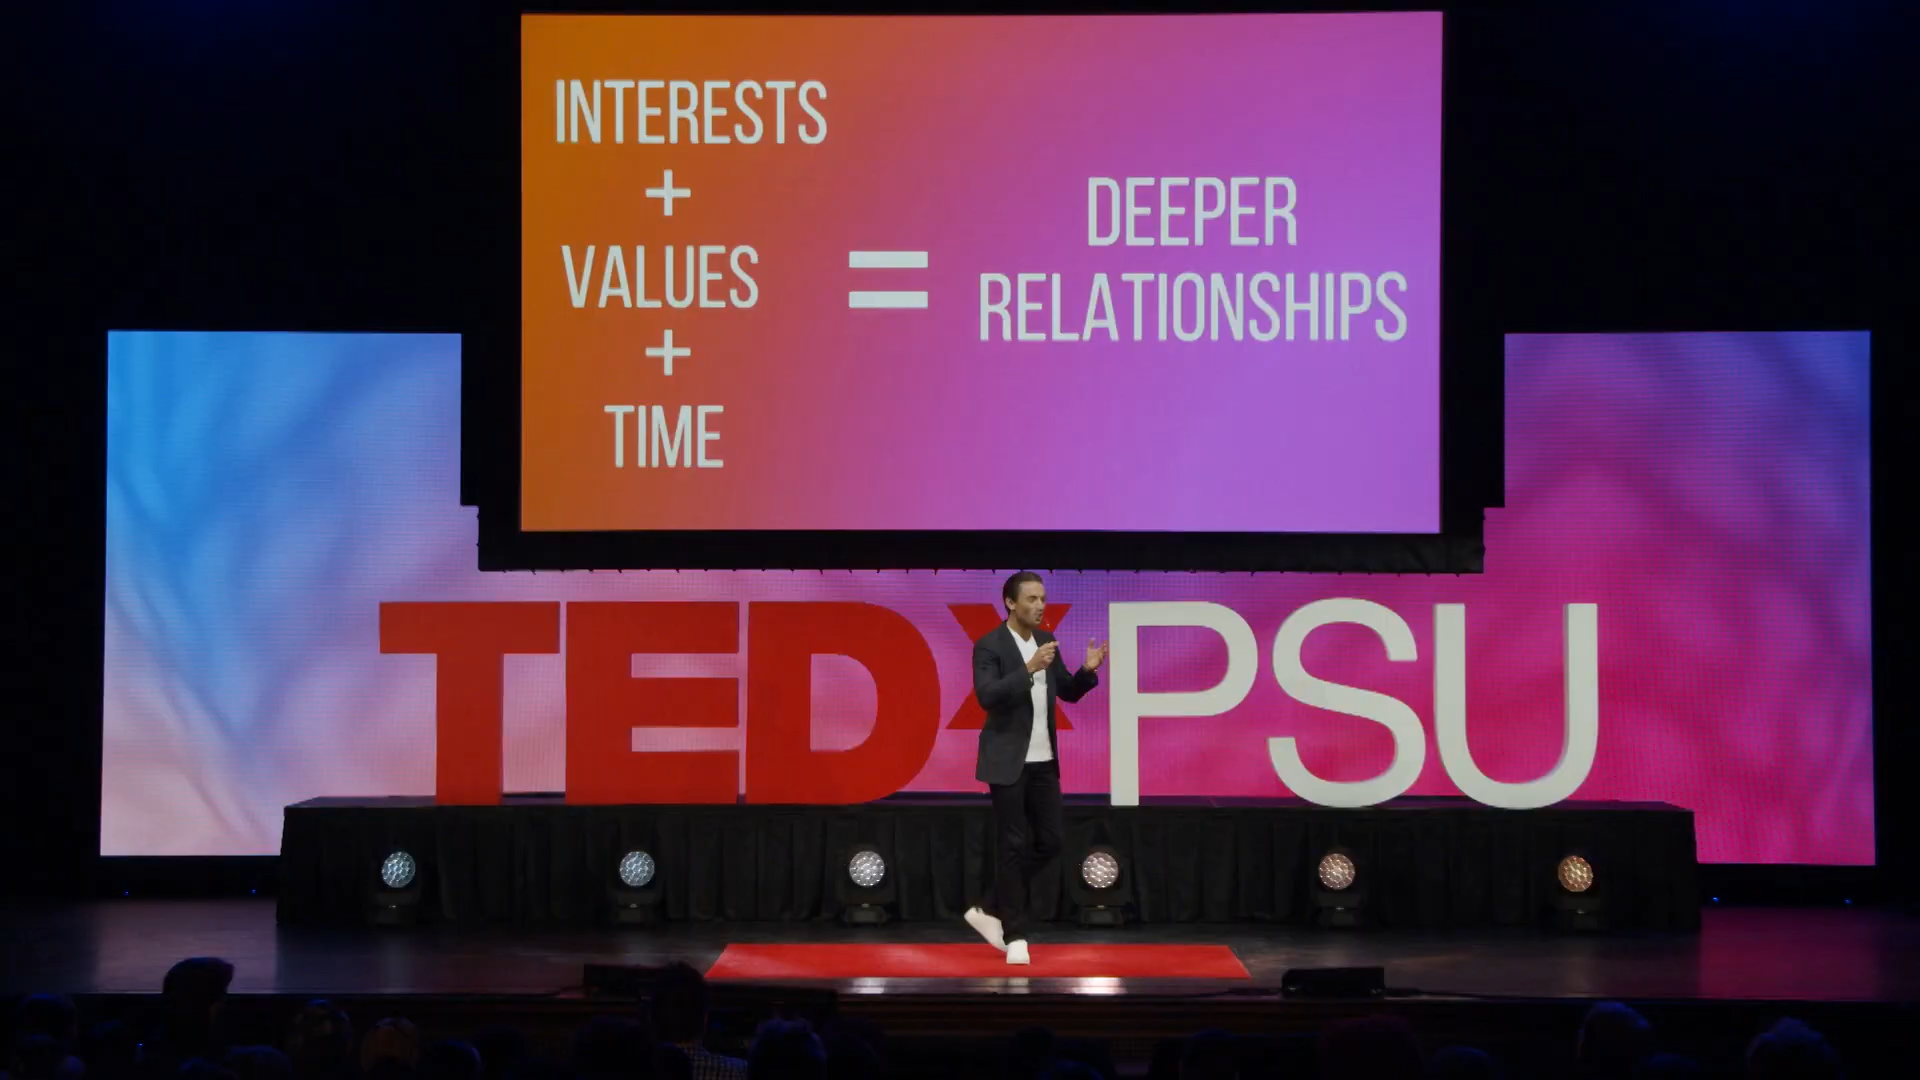 INTERESTS
+
VALUES
+
TIME
=
DEEPER
RELATIONSHIPS
TEDx PSU